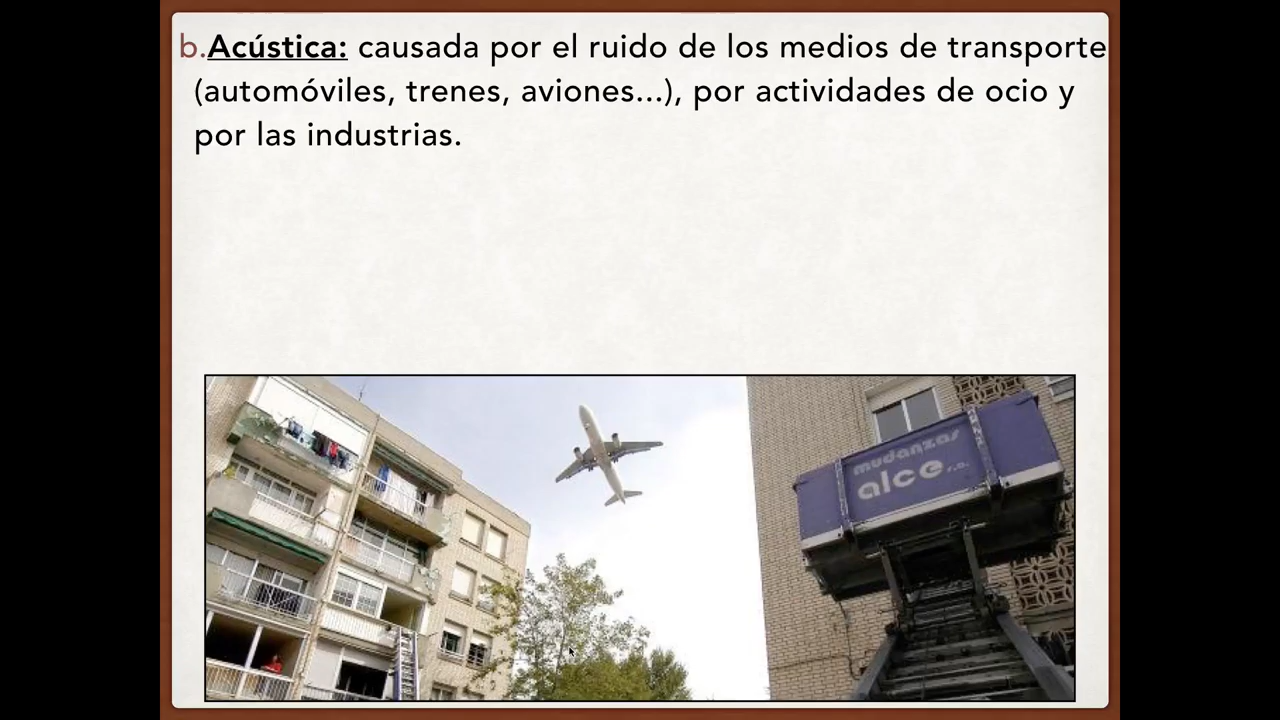 b.Acústica: causada por el ruido de los medios de transporte
(automóviles, trenes, aviones...), por actividades de ocio y
por las industrias.
mudanzas
alce s.a.